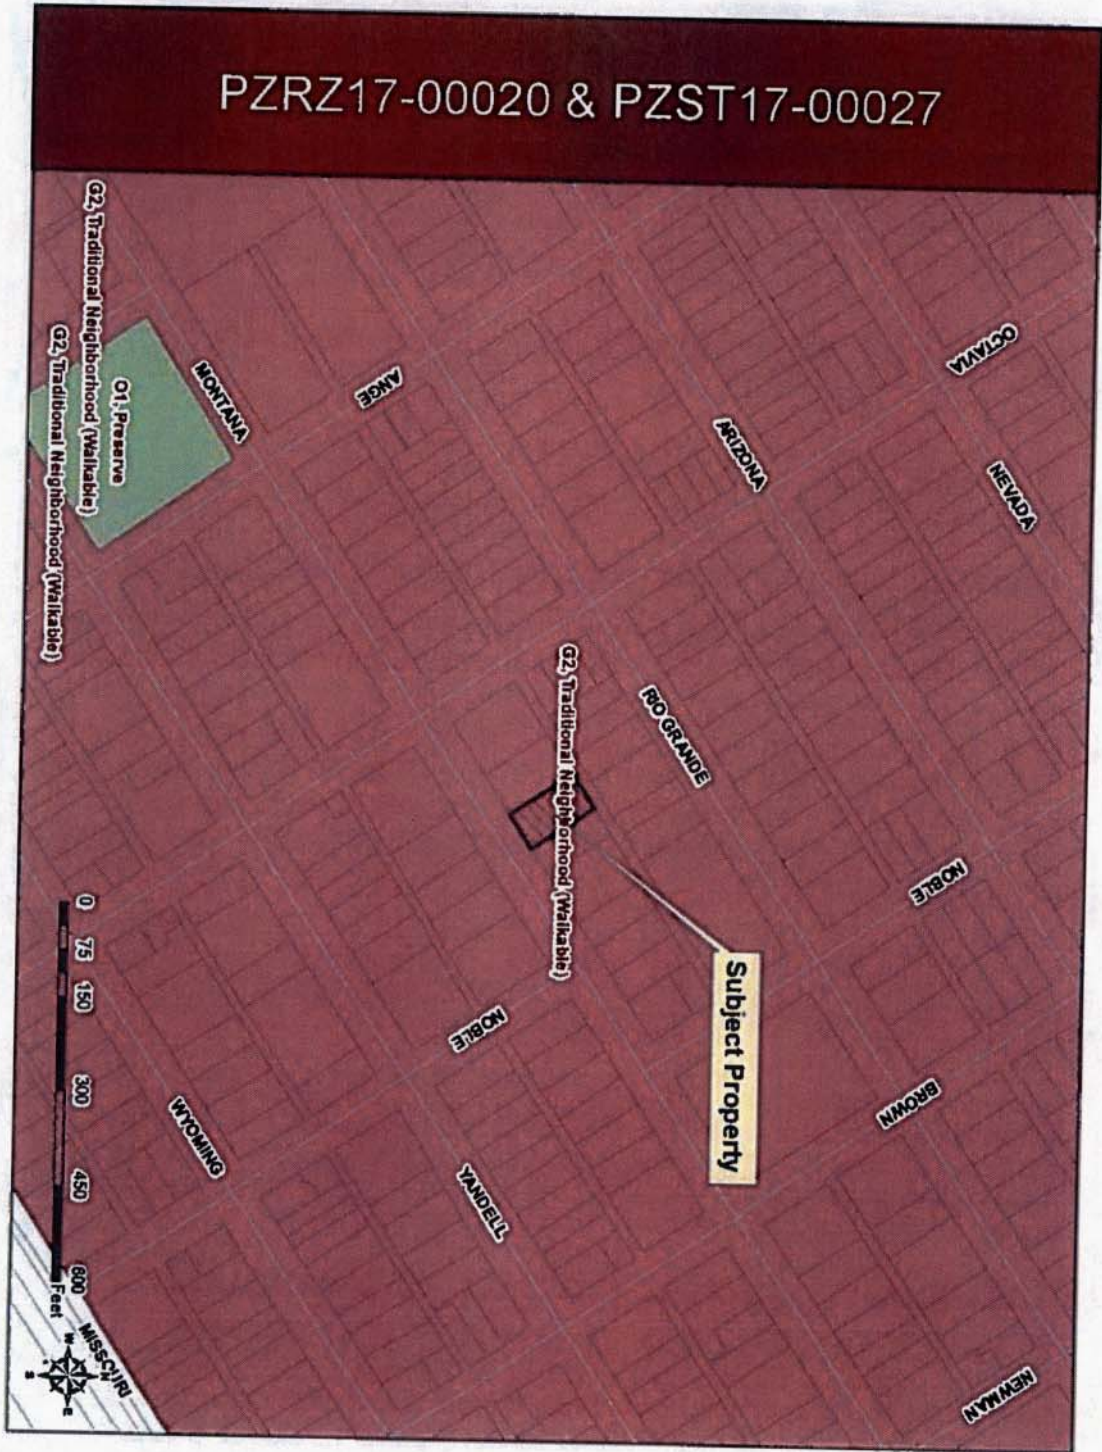 PZRZ17-00020 & PZST17-00027
OCTAVIA
NEVADA
ARIZONA
ANGE
MONTANA
G2, Traditional Neighborhood (Walkable)
O1, Preserve
G2, Traditional Neighborhood (Walkable)
RIO GRANDE
G2, Traditional Neighborhood (Walkable)
NOBLE
Subject Property
NOBLE
BROWN
WYOMING
YANDELL
NEWMAN
MISSOURI
0 75 150 300 450 600
Feet
N
W
E
S